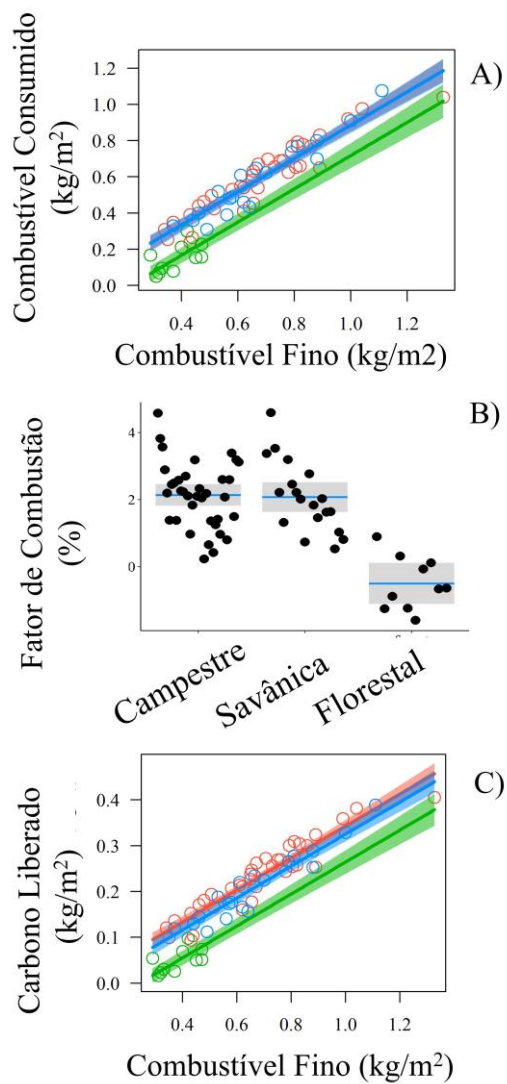 A)
Combustível Consumido
(kg/m²)
1.2
1.0
0.8
0.6
0.4
0.2
0.0
0.4 0.6 0.8 1.0 1.2
Combustível Fino (kg/m2)
B)
Fator de Combustão
(%)
4
2
0
Campestre Savânica Florestal
C)
Carbono Liberado
(kg/m²)
0.4
0.3
0.2
0.1
0.0
0.4 0.6 0.8 1.0 1.2
Combustível Fino (kg/m²)